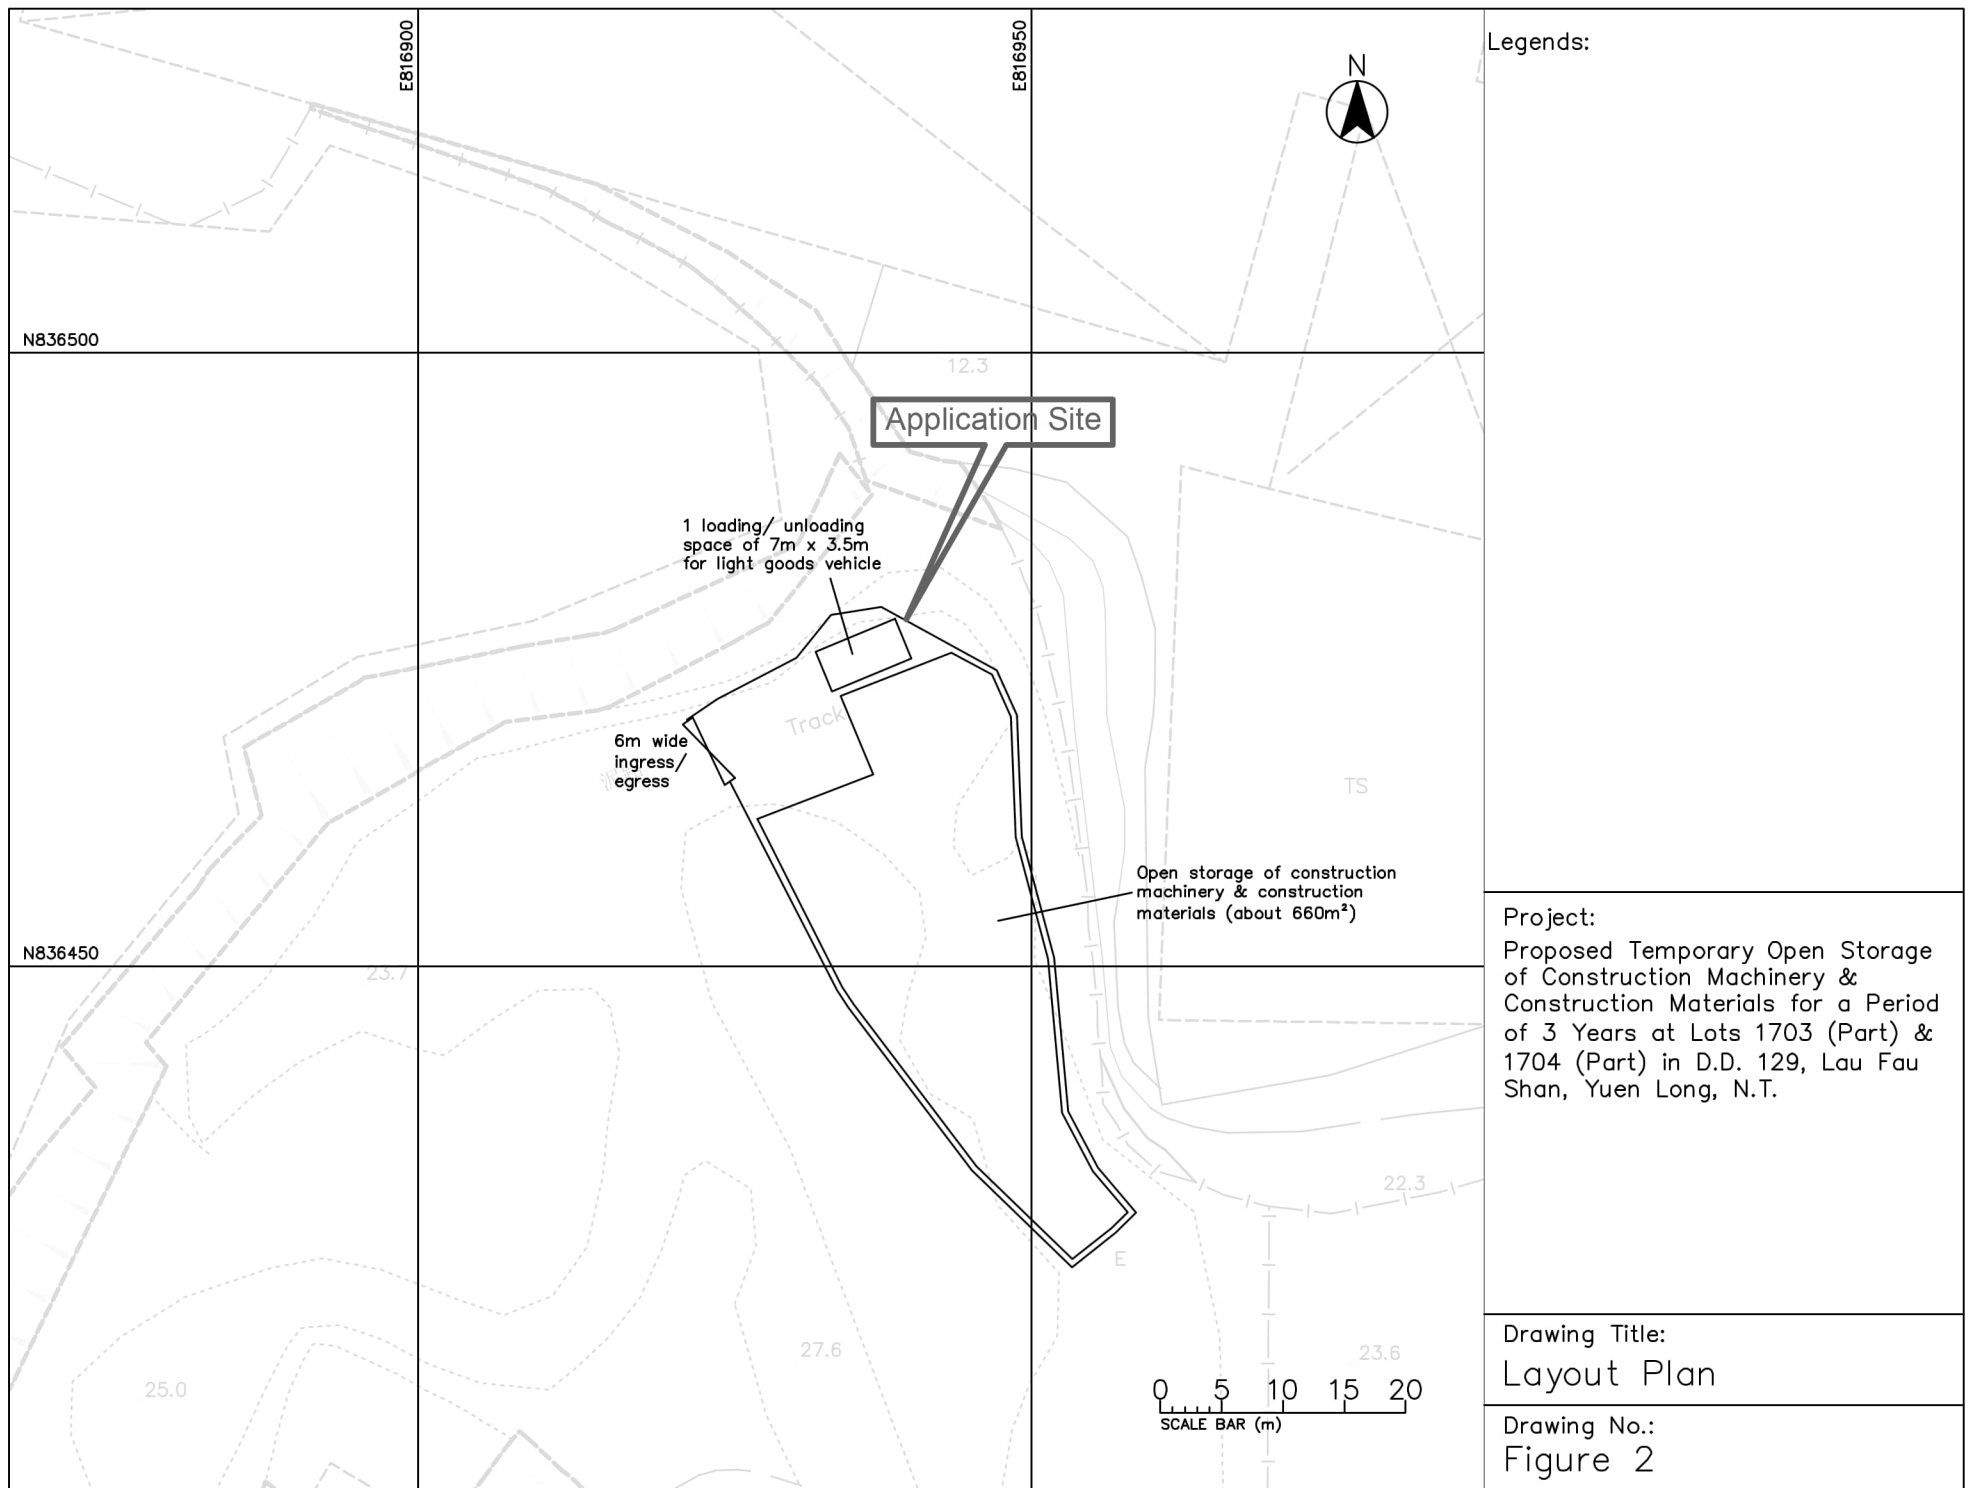 E816900
E816950
N
Legends:
N836500
12.3
Application Site
1 loading/ unloading
space of 7m x 3.5m
for light goods vehicle
Track
6m wide
ingress/
egress
TS
Open storage of construction
machinery & construction
materials (about 660m²)
N836450
23.7
22.3
E
27.6
23.6
25.0
0 5 10 15 20
SCALE BAR (m)
Project:
Proposed Temporary Open Storage
of Construction Machinery &
Construction Materials for a Period
of 3 Years at Lots 1703 (Part) &
1704 (Part) in D.D. 129, Lau Fau
Shan, Yuen Long, N.T.
Drawing Title:
Layout Plan
Drawing No.:
Figure 2